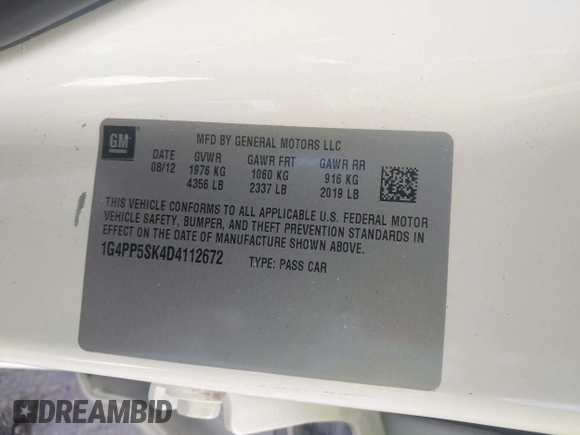 GM
MFD BY GENERAL MOTORS LLC
DATE GVWR GAWR FRT GAWR RR
08/12 1976 KG 1060 KG 916 KG
4356 LB 2337 LB 2019 LB
THIS VEHICLE CONFORMS TO ALL APPLICABLE U.S. FEDERAL MOTOR
VEHICLE SAFETY, BUMPER, AND THEFT PREVENTION STANDARDS IN
EFFECT ON THE DATE OF MANUFACTURE SHOWN ABOVE.
1G4PP5SK4D4112672 TYPE: PASS CAR
DREAMBID